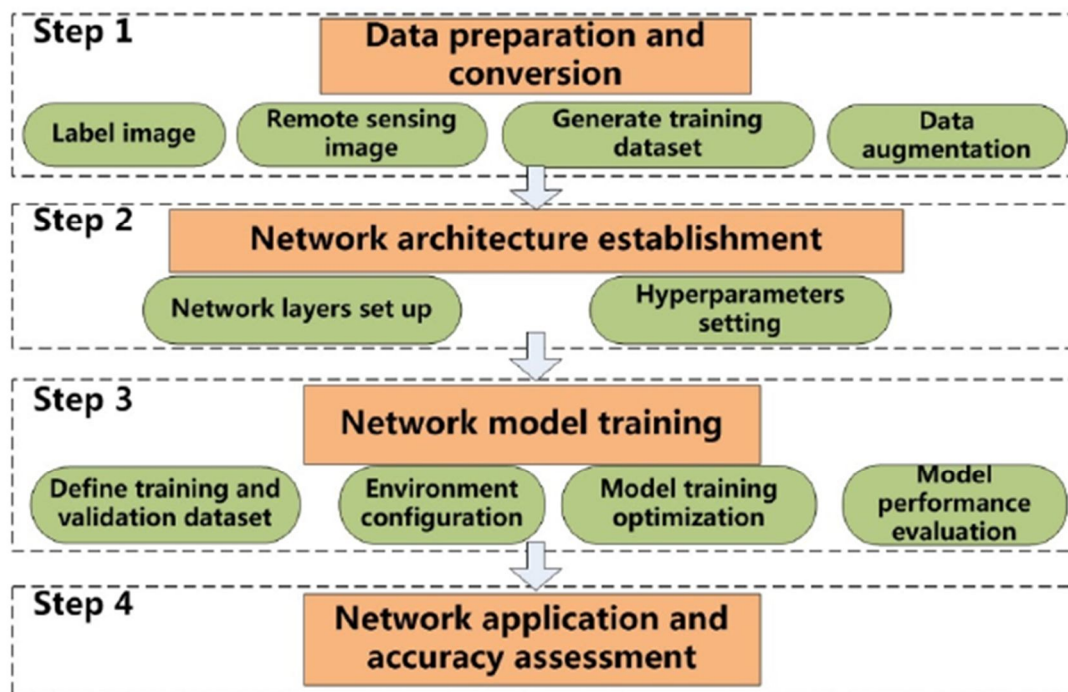 Step 1
Data preparation and
conversion
Label image
Remote sensing
image
Generate training
dataset
Data
augmentation
Step 2
Network architecture establishment
Network layers set up
Hyperparameters
setting
Step 3
Network model training
Define training and
validation dataset
Environment
configuration
Model training
optimization
Model
performance
evaluation
Step 4
Network application and
accuracy assessment